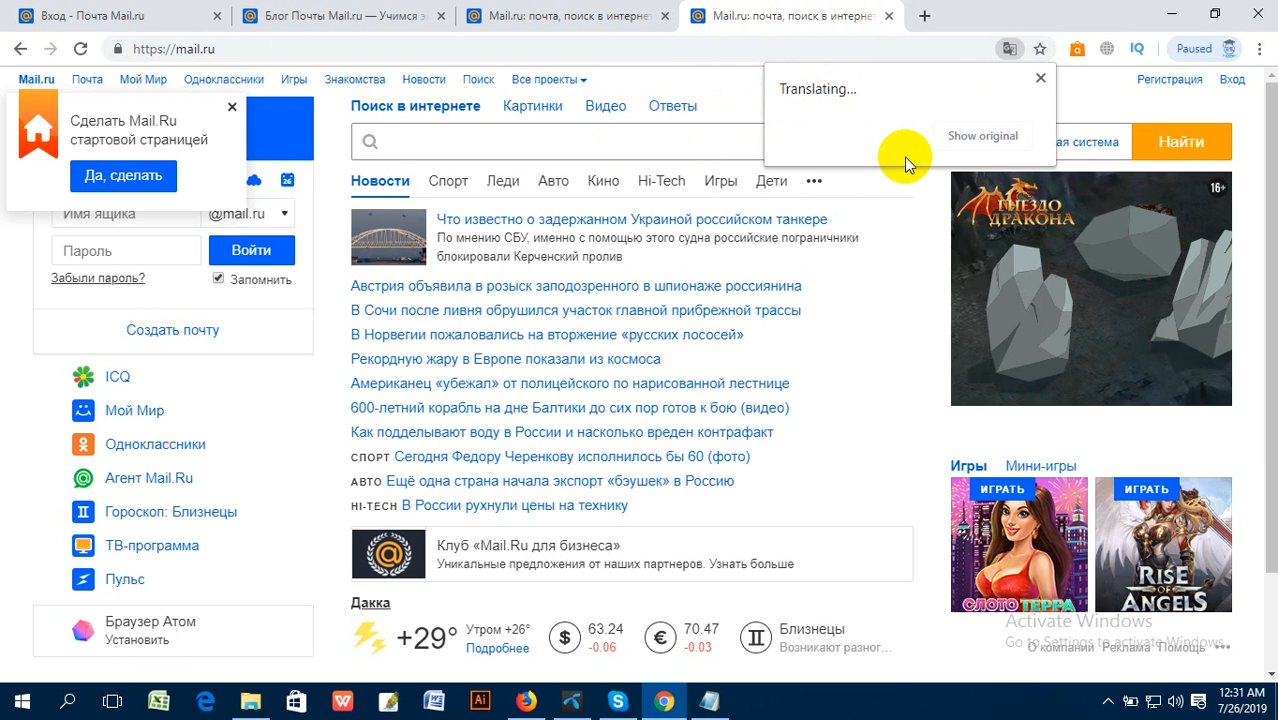 Вход - Почта Mail.ru
Блог Почты Mail.ru — Учимся э
Mail.ru: почта, поиск в интернет
Mail.ru: почта, поиск в интернет
https://mail.ru
Paused
Mail.ru Почта Мой Мир Одноклассники Игры Знакомства Новости Поиск Все проекты
Регистрация Вход
Translating...
Show original
Сделать Mail.Ru
стартовой страницей
Да, сделать
Имя ящика @mail.ru
Пароль Войти
Забыли пароль? Запомнить
Создать почту
ICQ
Мой Мир
Одноклассники
Агент Mail.Ru
Гороскоп: Близнецы
ТВ-программа
Пульс
Браузер Атом
Установить
Поиск в интернете Картинки Видео Ответы
ая система Найти
Новости Спорт Леди Авто Кино Hi-Tech Игры Дети •••
Что известно о задержанном Украиной российском танкере
По мнению СБУ, именно с помощью этого судна российские пограничники
блокировали Керченский пролив
Австрия объявила в розыск заподозренного в шпионаже россиянина
В Сочи после ливня обрушился участок главной прибрежной трассы
В Норвегии пожаловались на вторжение «русских лососей»
Рекордную жару в Европе показали из космоса
Американец «убежал» от полицейского по нарисованной лестнице
600-летний корабль на дне Балтики до сих пор готов к бою (видео)
Как подделывают воду в России и насколько вреден контрафакт
СПОРТ Сегодня Федору Черенкову исполнилось бы 60 (фото)
АВТО Ещё одна страна начала экспорт «бэушек» в Россию
HI-TECH В России рухнули цены на технику
Клуб «Mail.Ru для бизнеса»
Уникальные предложения от наших партнеров. Узнать больше
Дакка
+29° Утром +26°
Подробнее
$ 63.24
-0.06
€ 70.47
-0.03
Близнецы
Возникают разног...
ГНЕЗДО
ДРАКОНА
16+
Игры Мини-игры
ИГРАТЬ
СЛОТОТЕРРА
ИГРАТЬ
RISE
OF
ANGELS
Activate Windows
Go to Settings to activate Windows.
О компании Реклама Помощь •••
12:31 AM
7/26/2019